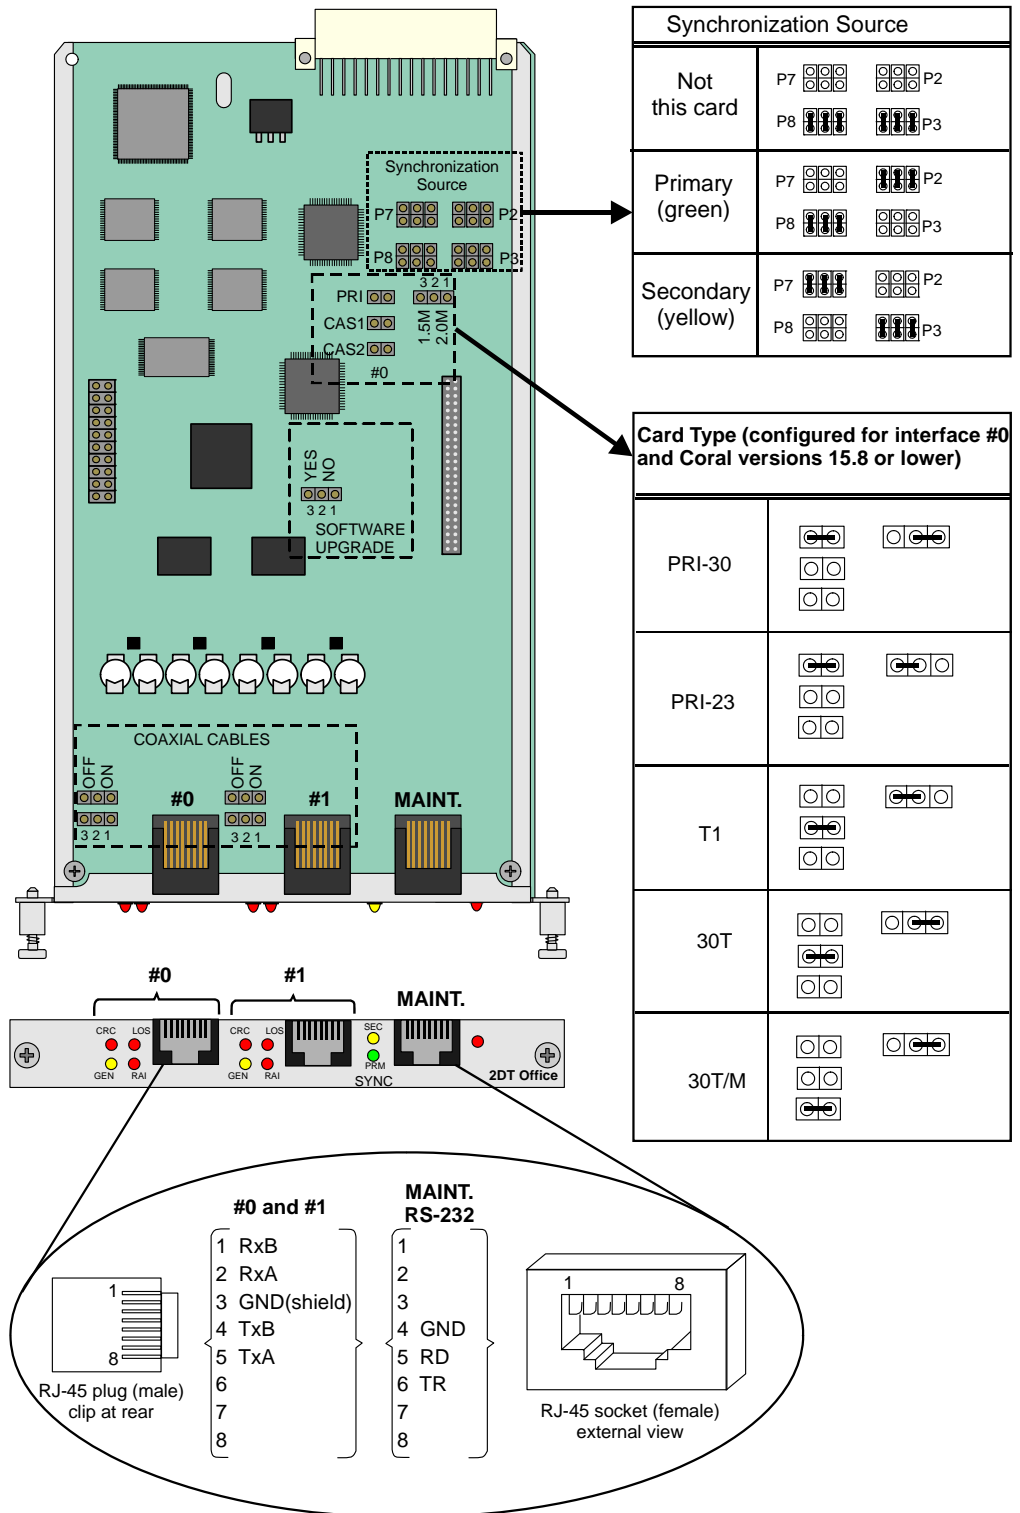 Synchronization Source
Not
this card
P7
P2
P8
P3
Primary
(green)
P7
P2
P8
P3
Secondary
(yellow)
P7
P2
P8
P3
Synchronization
Source
P7
P2
P8
P3
3 2 1
PRI
CAS1
CAS2
#0
1.5M
2.0M
YES
NO
3 2 1
SOFTWARE
UPGRADE
Card Type (configured for interface #0
and Coral versions 15.8 or lower)
PRI-30
PRI-23
T1
30T
30T/M
COAXIAL CABLES
OFF
ON
OFF
ON
#0
#1
MAINT.
3 2 1
3 2 1
#0
#1
MAINT.
CRC
LOS
CRC
LOS
SEC
GEN
RAI
GEN
RAI
PRM
SYNC
2DT Office
#0 and #1
MAINT.
RS-232
1 RxB
2 RxA
3 GND(shield)
4 TxB
5 TxA
6
7
8
1
2
3
4 GND
5 RD
6 TR
7
8
1
8
RJ-45 plug (male)
clip at rear
1 8
RJ-45 socket (female)
external view